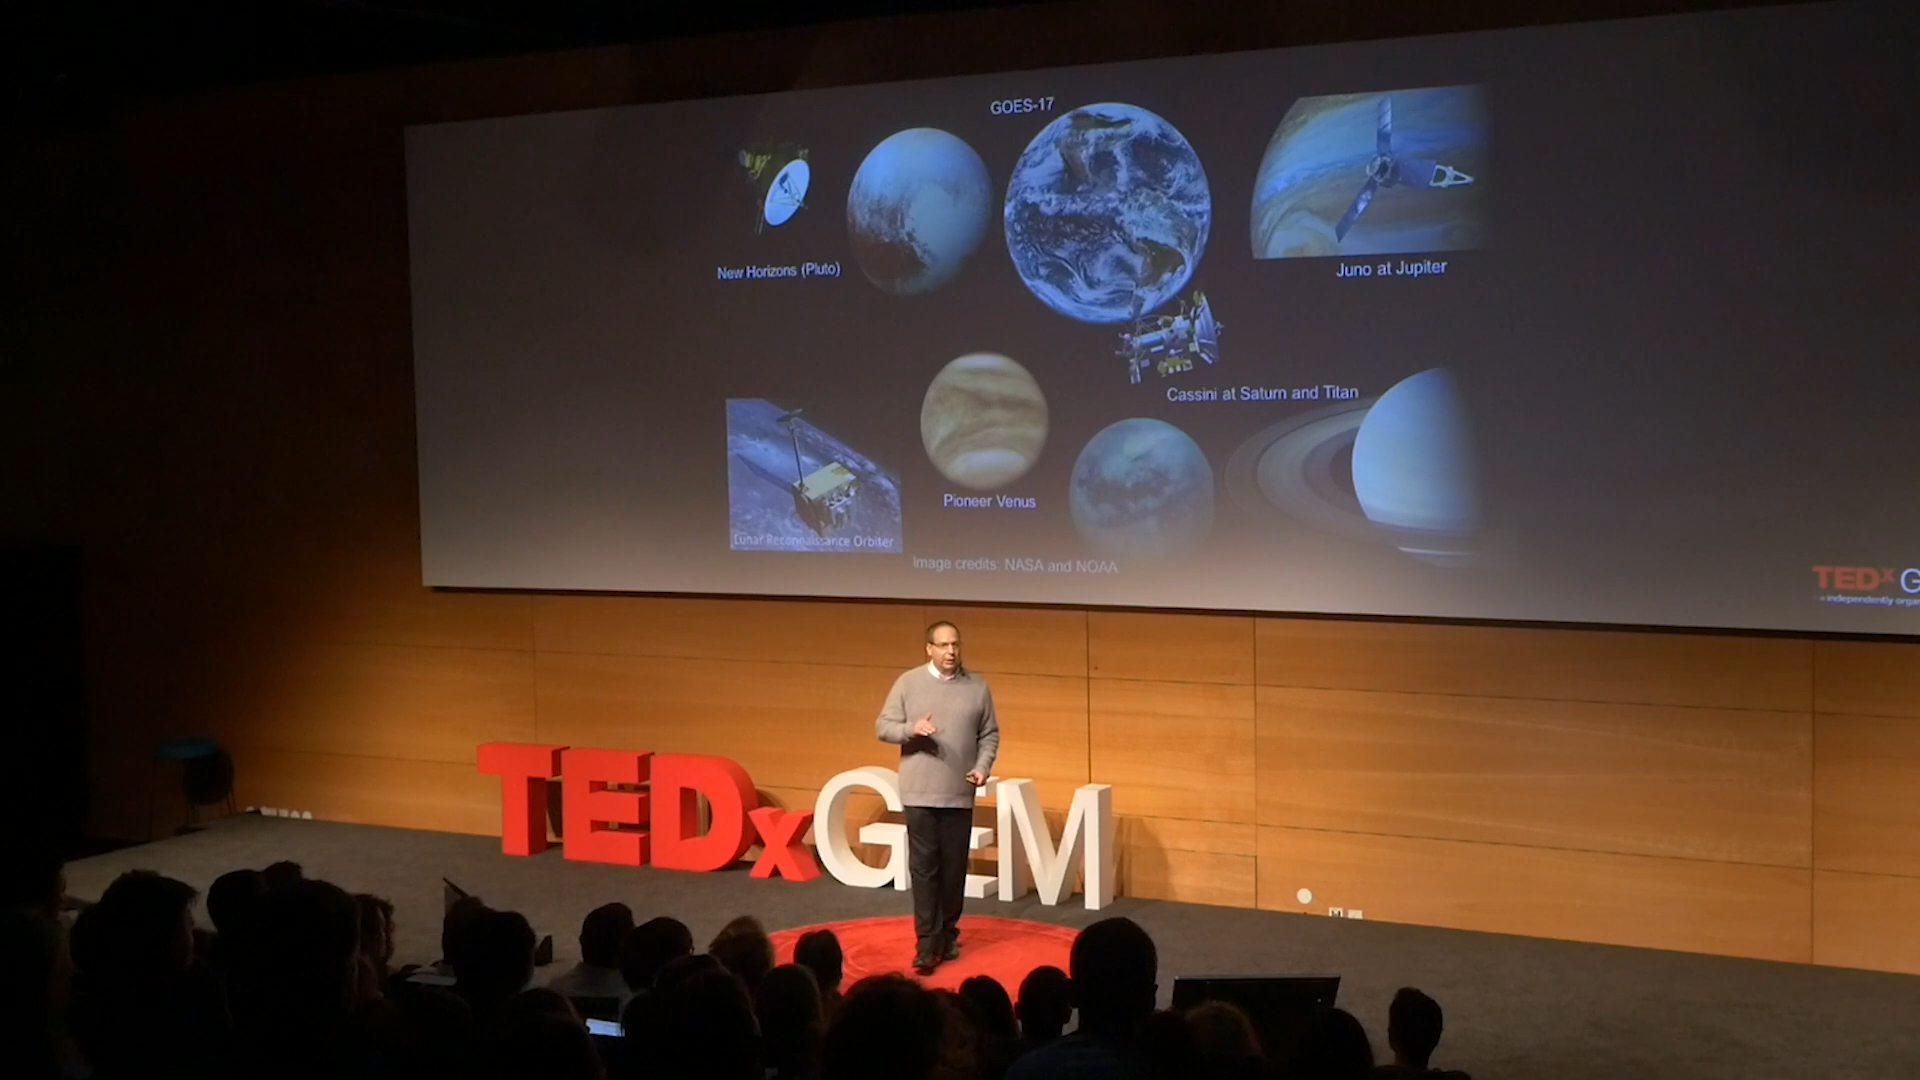 GOES-17
New Horizons (Pluto)
Juno at Jupiter
Cassini at Saturn and Titan
Pioneer Venus
Lunar Reconnaissance Orbiter
Image credits: NASA and NOAA
TEDx G
independently
TEDxGEM